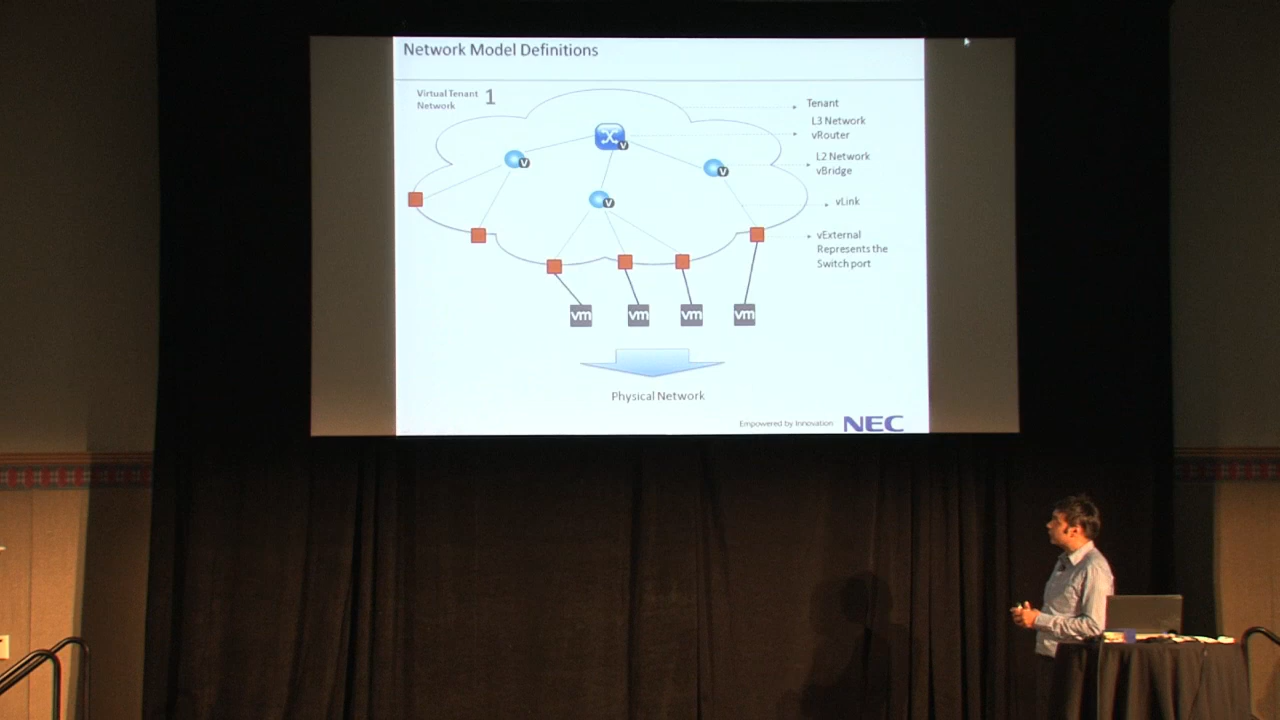 Network Model Definitions
Virtual Tenant
Network 1
Tenant
L3 Network
vRouter
L2 Network
vBridge
vLink
vExternal
Represents the
Switch port
V
V
V
V
vm
vm
vm
vm
Physical Network
Empowered by Innovation NEC